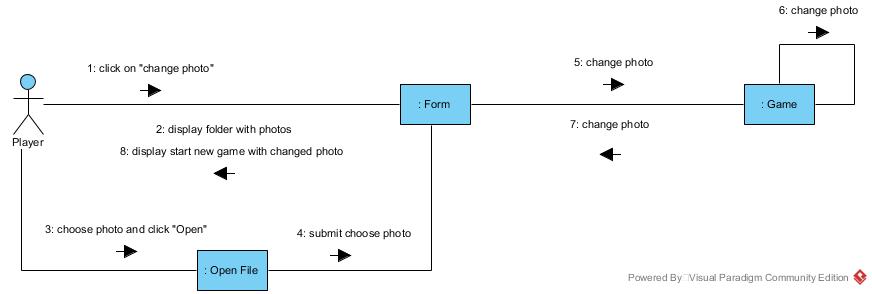 6: change photo
1: click on "change photo"
5: change photo
: Form
: Game
2: display folder with photos
7: change photo
Player
8: display start new game with changed photo
3: choose photo and click "Open"
4: submit choose photo
: Open File
Powered By Visual Paradigm Community Edition